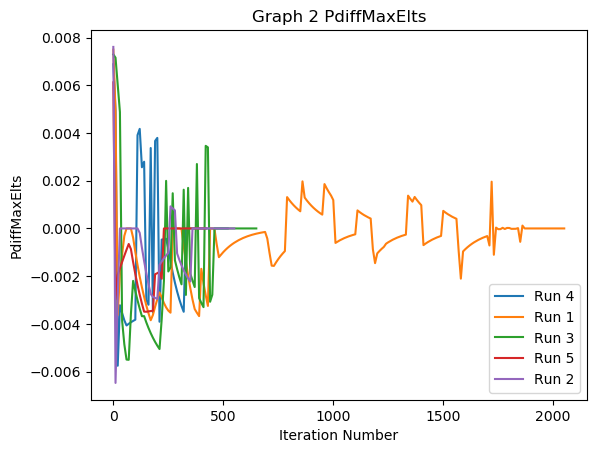 Graph 2 PdiffMaxElts
PdiffMaxElts
0.008
0.006
0.004
0.002
0.000
−0.002
−0.004
−0.006
0
500
1000
1500
2000
Iteration Number
Run 4
Run 1
Run 3
Run 5
Run 2